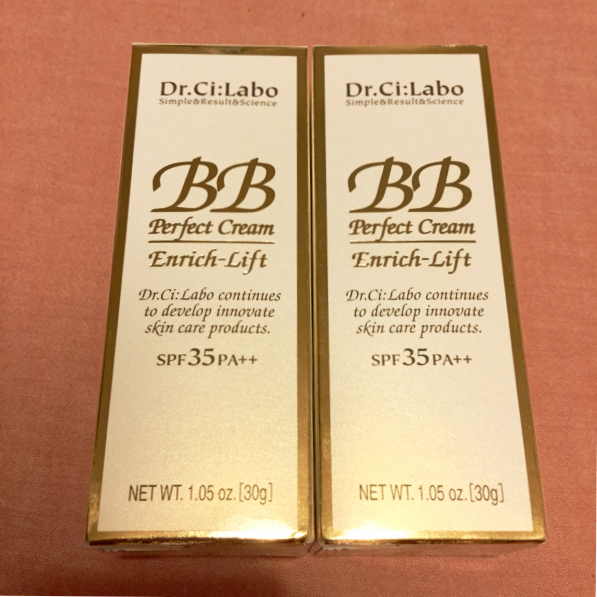 Dr.Ci:Labo
Simple&Result&Science
BB
Perfect Cream
Enrich-Lift
Dr.Ci:Labo continues
to develop innovate
skin care products.
SPF35PA++
NET WT. 1.05 oz.[30g]
Dr.Ci:Labo
Simple&Result&Science
BB
Perfect Cream
Enrich-Lift
Dr.Ci:Labo continues
to develop innovate
skin care products.
SPF35PA++
NET WT. 1.05 oz.[30g]